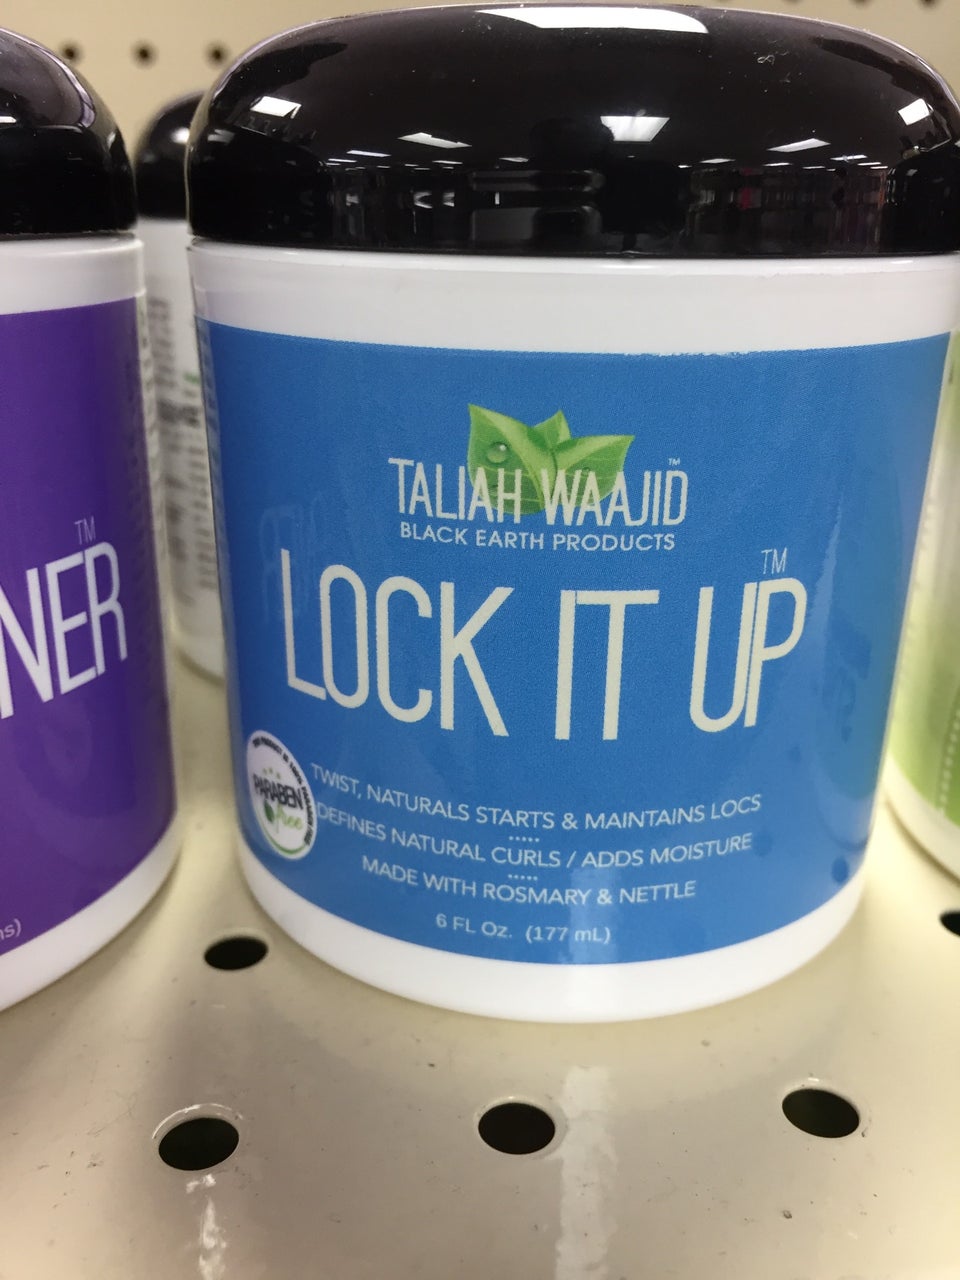 TALIAH WAAJID™
BLACK EARTH PRODUCTS
LOCK IT UP™
PARABEN
free
TWIST, NATURALS STARTS & MAINTAINS LOCS
DEFINES NATURAL CURLS / ADDS MOISTURE
MADE WITH ROSMARY & NETTLE
6 FL Oz. (177 mL)
NER™